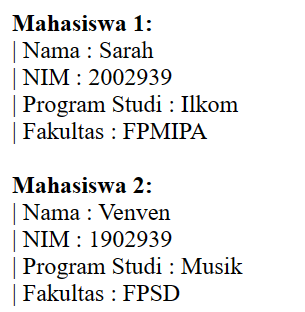 Mahasiswa 1:
| Nama : Sarah
| NIM : 2002939
| Program Studi : Ilkom
| Fakultas : FPMIPA
Mahasiswa 2:
| Nama : Venven
| NIM : 1902939
| Program Studi : Musik
| Fakultas : FPSD